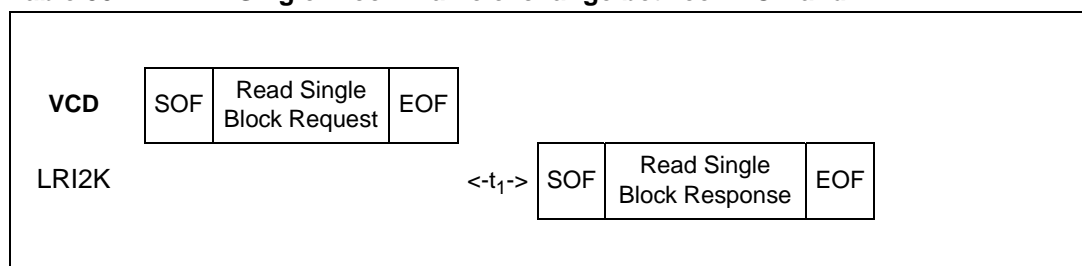 VCD SOF Read Single Block Request EOF
LRI2K <-t1-> SOF Read Single Block Response EOF